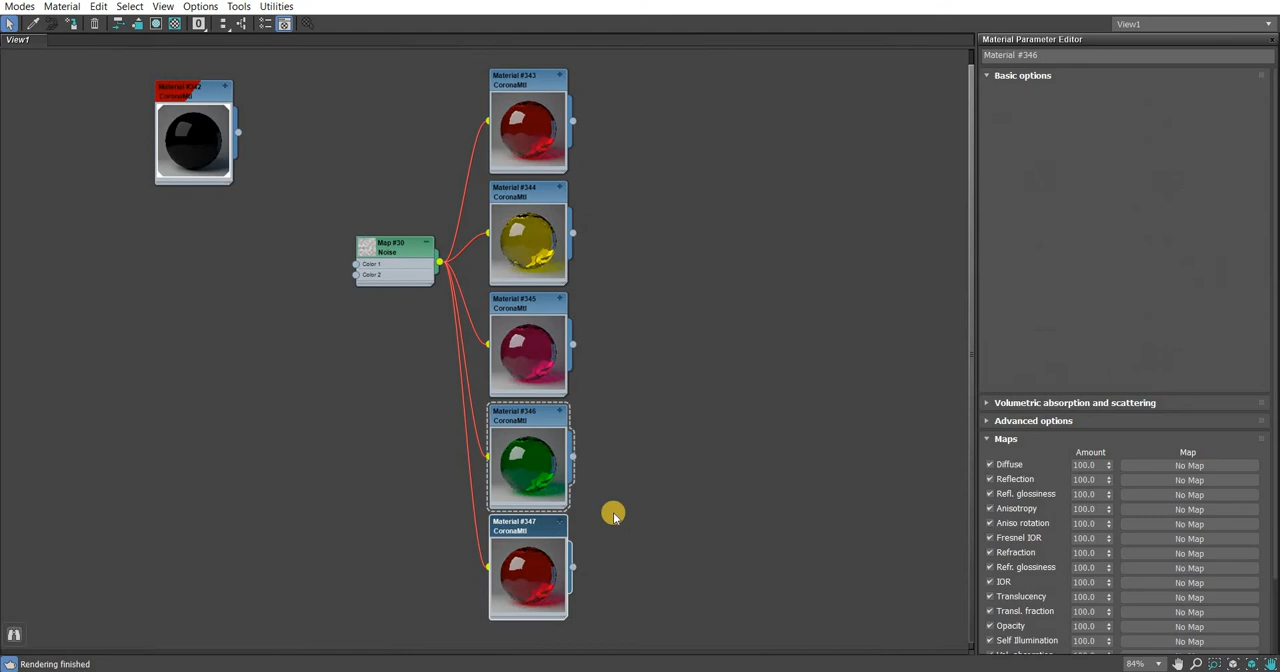 Modes Material Edit Select View Options Tools Utilities
0 View1
View1
Material Parameter Editor
Material #346
Basic options
Material #342
CoronaMtl
Material #343
CoronaMtl
Material #344
CoronaMtl
Map #30
Noise
Color 1
Color 2
Material #345
CoronaMtl
Material #346
CoronaMtl
Material #347
CoronaMtl
Volumetric absorption and scattering
Advanced options
Maps
Amount Map
Diffuse 100.0 No Map
Reflection 100.0 No Map
Refl. glossiness 100.0 No Map
Anisotropy 100.0 No Map
Aniso rotation 100.0 No Map
Fresnel IOR 100.0 No Map
Refraction 100.0 No Map
Refr. glossiness 100.0 No Map
IOR 100.0 No Map
Translucency 100.0 No Map
Transl. fraction 100.0 No Map
Opacity 100.0 No Map
Self Illumination 100.0 No Map
Rendering finished
84%